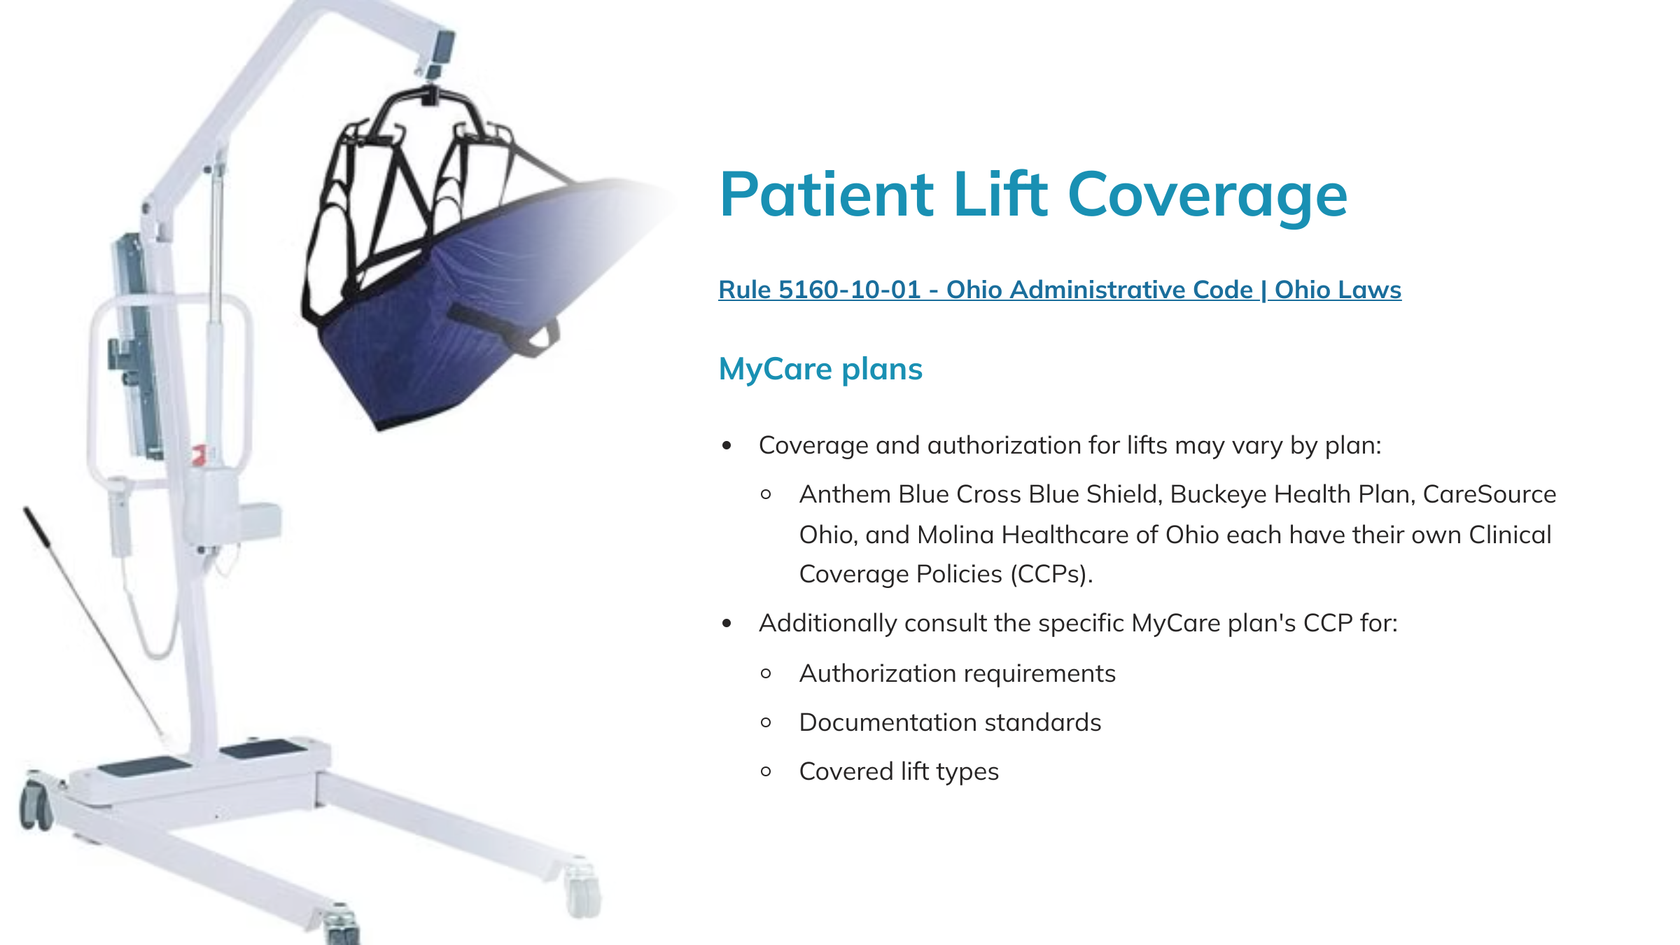 Patient Lift Coverage
Rule 5160-10-01 - Ohio Administrative Code | Ohio Laws
MyCare plans
• Coverage and authorization for lifts may vary by plan:
○ Anthem Blue Cross Blue Shield, Buckeye Health Plan, CareSource
Ohio, and Molina Healthcare of Ohio each have their own Clinical
Coverage Policies (CCPs).
• Additionally consult the specific MyCare plan's CCP for:
○ Authorization requirements
○ Documentation standards
○ Covered lift types